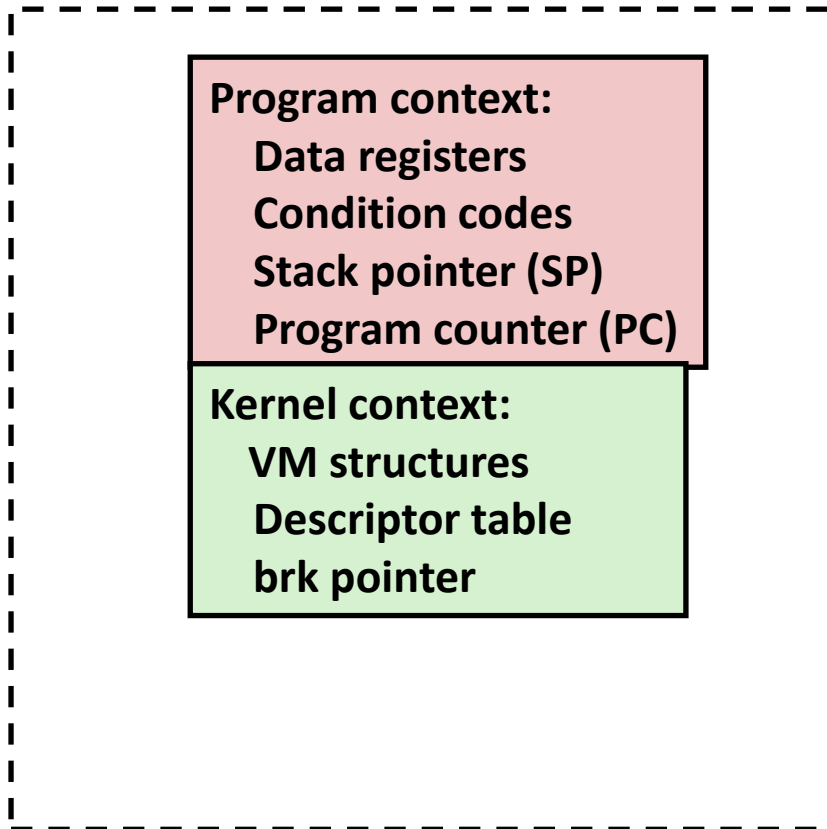 Program context:
Data registers
Condition codes
Stack pointer (SP)
Program counter (PC)
Kernel context:
VM structures
Descriptor table
brk pointer